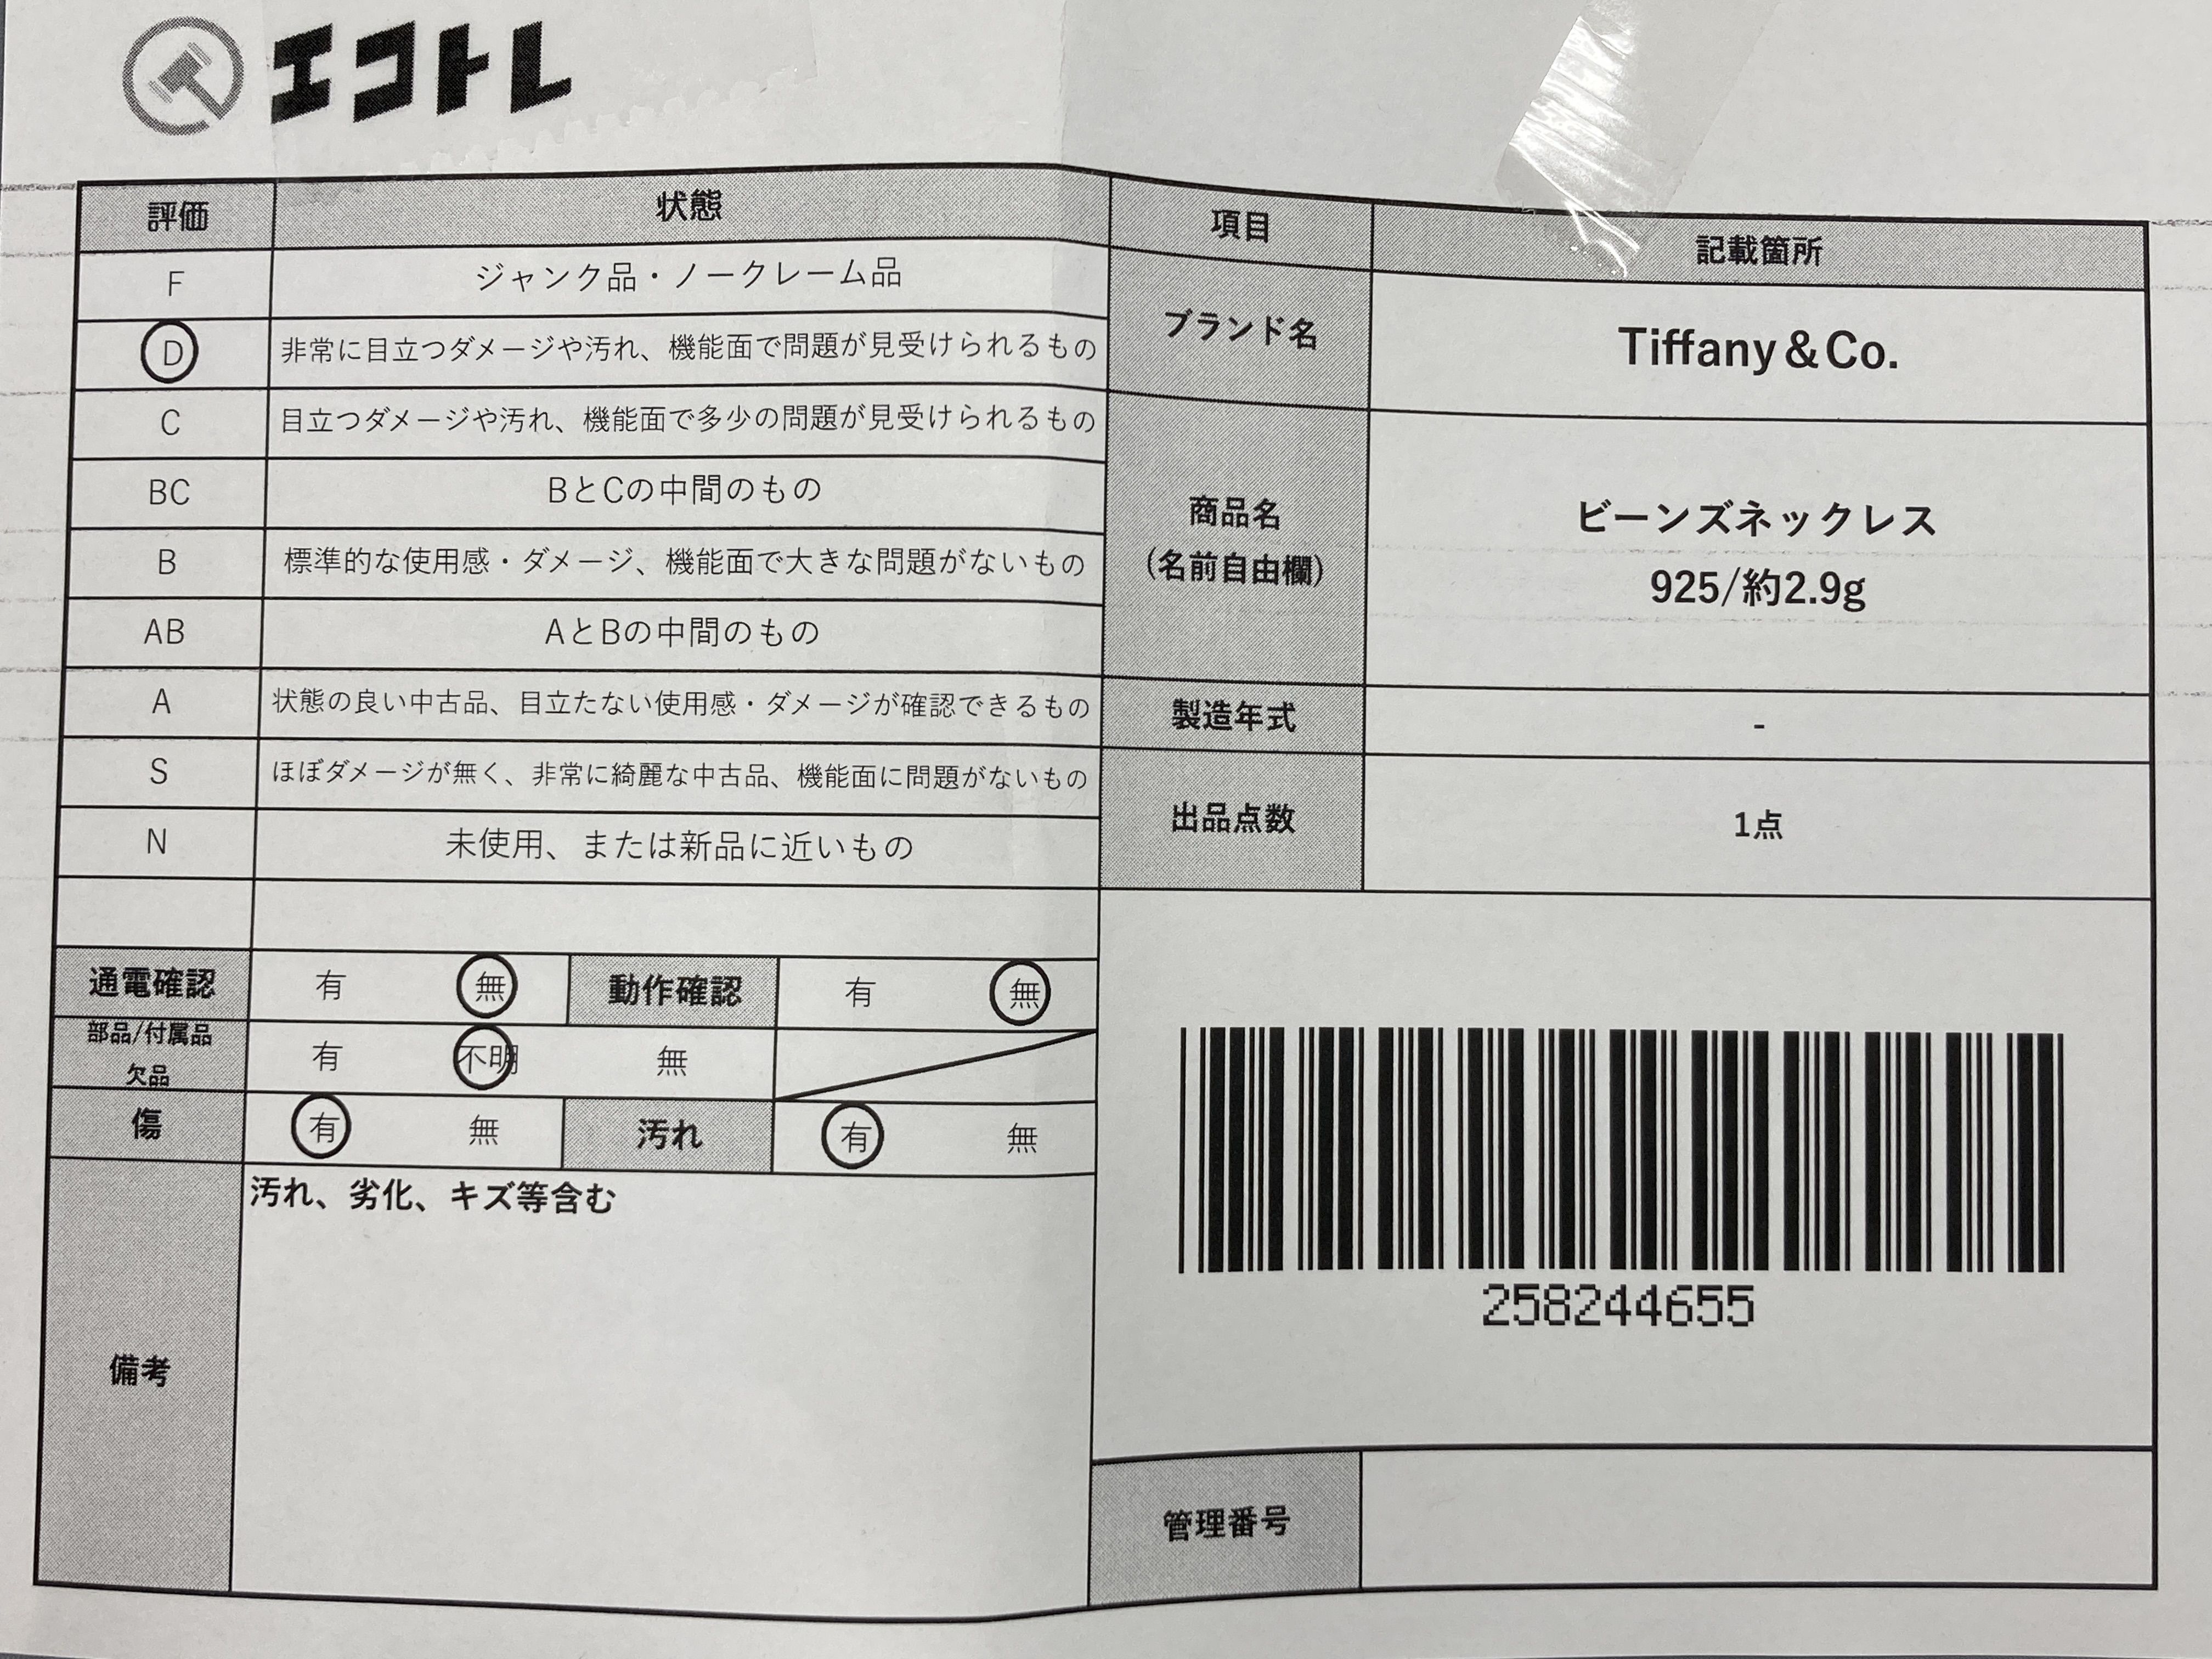 エコトレ
評価 状態
F ジャンク品・ノークレーム品
D 非常に目立つダメージや汚れ、機能面で問題が見受けられるもの
C 目立つダメージや汚れ、機能面で多少の問題が見受けられるもの
BC BとCの中間のもの
B 標準的な使用感・ダメージ、機能面で大きな問題がないもの
AB AとBの中間のもの
A 状態の良い中古品、目立たない使用感・ダメージが確認できるもの
S ほぼダメージが無く、非常に綺麗な中古品、機能面に問題がないもの
N 未使用、または新品に近いもの
通電確認 有 無 動作確認 有 無
部品/付属品
欠品
有 不明 無
傷 有 無 汚れ 有 無
備考
汚れ、劣化、キズ等含む
項目 記載箇所
ブランド名 Tiffany&Co.
商品名
(名前自由欄)
ビーンズネックレス
925/約2.9g
製造年式 -
出品点数 1点
258244655
管理番号